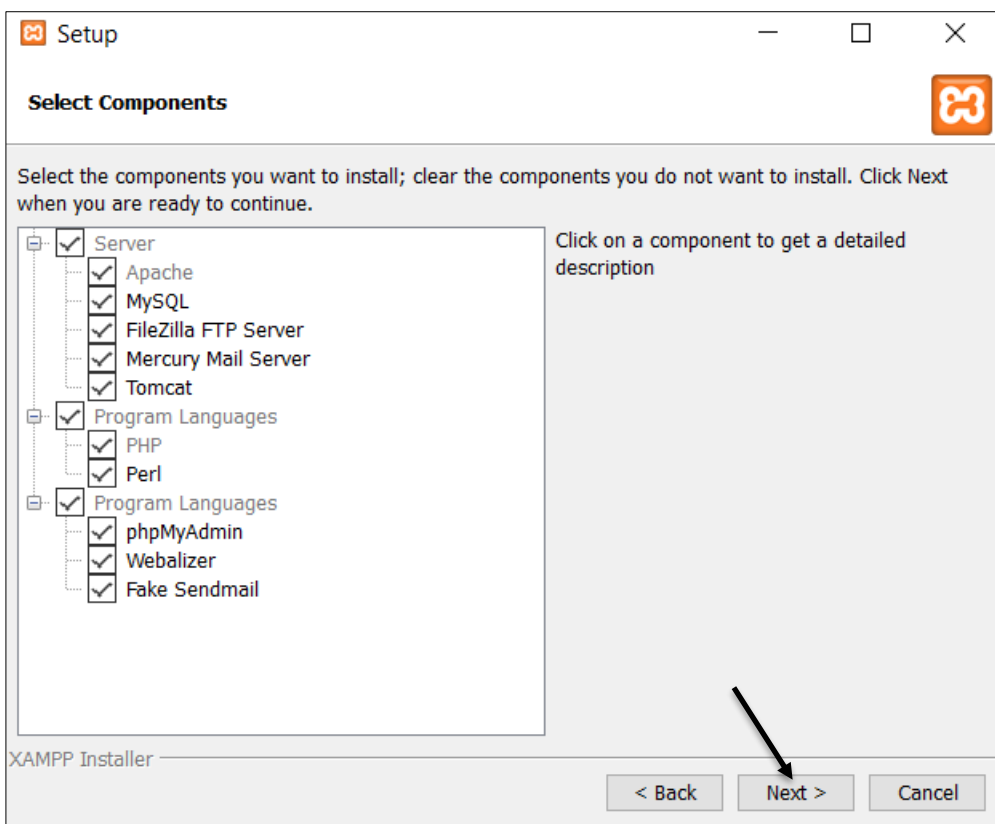 Setup
Select Components
Select the components you want to install; clear the components you do not want to install. Click Next
when you are ready to continue.
Server
Apache
MySQL
FileZilla FTP Server
Mercury Mail Server
Tomcat
Program Languages
PHP
Perl
Program Languages
phpMyAdmin
Webalizer
Fake Sendmail
Click on a component to get a detailed
description
XAMPP Installer
< Back
Next >
Cancel